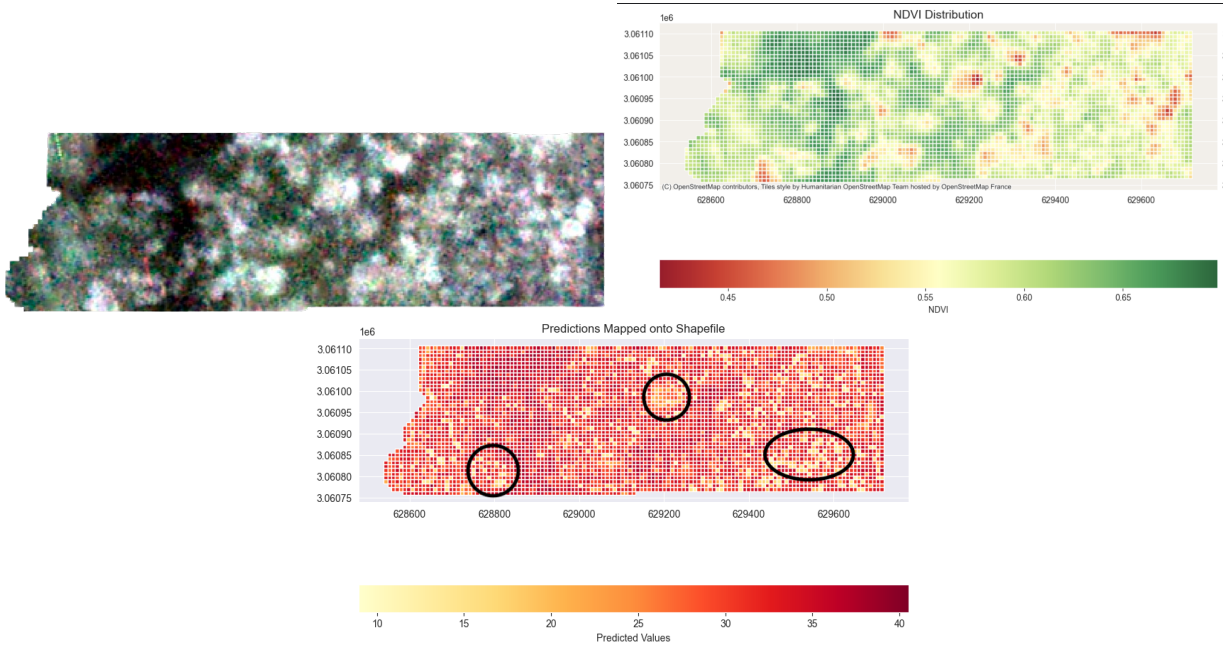 NDVI Distribution
1e6
3.06110
3.06105
3.06100
3.06095
3.06090
3.06085
3.06080
3.06075
(C) OpenStreetMap contributors, Tiles style by Humanitarian OpenStreetMap Team hosted by OpenStreetMap France
628600 628800 629000 629200 629400 629600
0.45 0.50 0.55 0.60 0.65
NDVI
Predictions Mapped onto Shapefile
1e6
3.06110
3.06105
3.06100
3.06095
3.06090
3.06085
3.06080
3.06075
628600 628800 629000 629200 629400 629600
10 15 20 25 30 35 40
Predicted Values